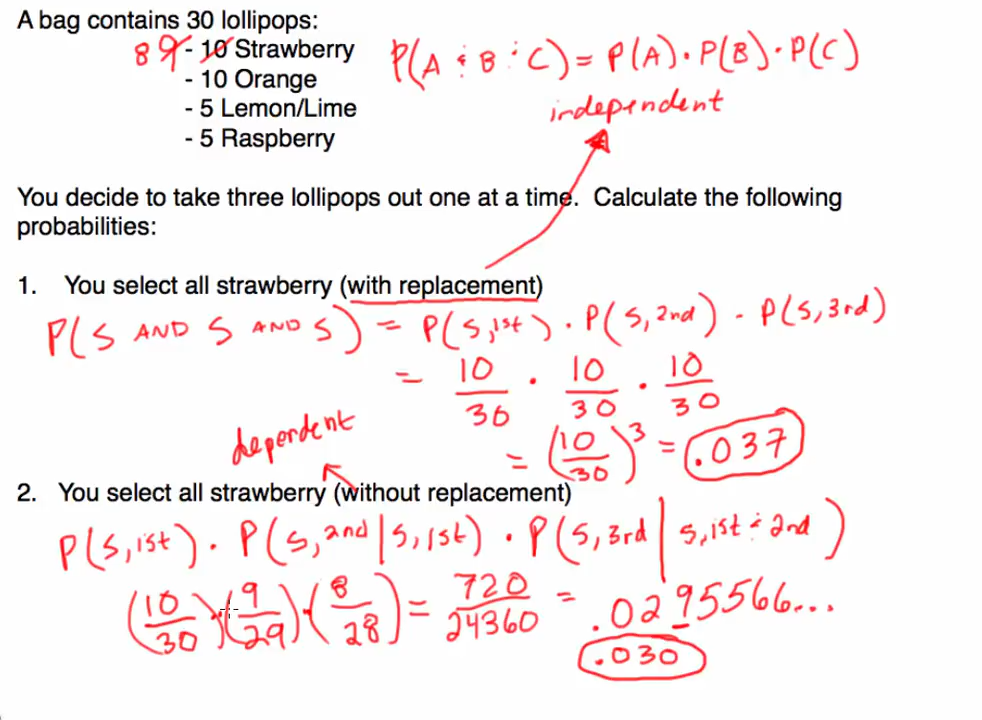 A bag contains 30 lollipops:
8 9 - 10 Strawberry
- 10 Orange
- 5 Lemon/Lime
- 5 Raspberry
P(A & B & C) = P(A) · P(B) · P(C)
independent
You decide to take three lollipops out one at a time. Calculate the following
probabilities:
1. You select all strawberry (with replacement)
P(S AND S AND S) = P(S,1st) · P(S,2nd) · P(S,3rd)
= 10/30 · 10/30 · 10/30
= (10/30)³ = .037
dependent
2. You select all strawberry (without replacement)
P(S,1st) · P(S,2nd | S,1st) · P(S,3rd | S,1st & 2nd)
(10/30) · (9/29) · (8/28) = 720/24360 = .0295566...
.030